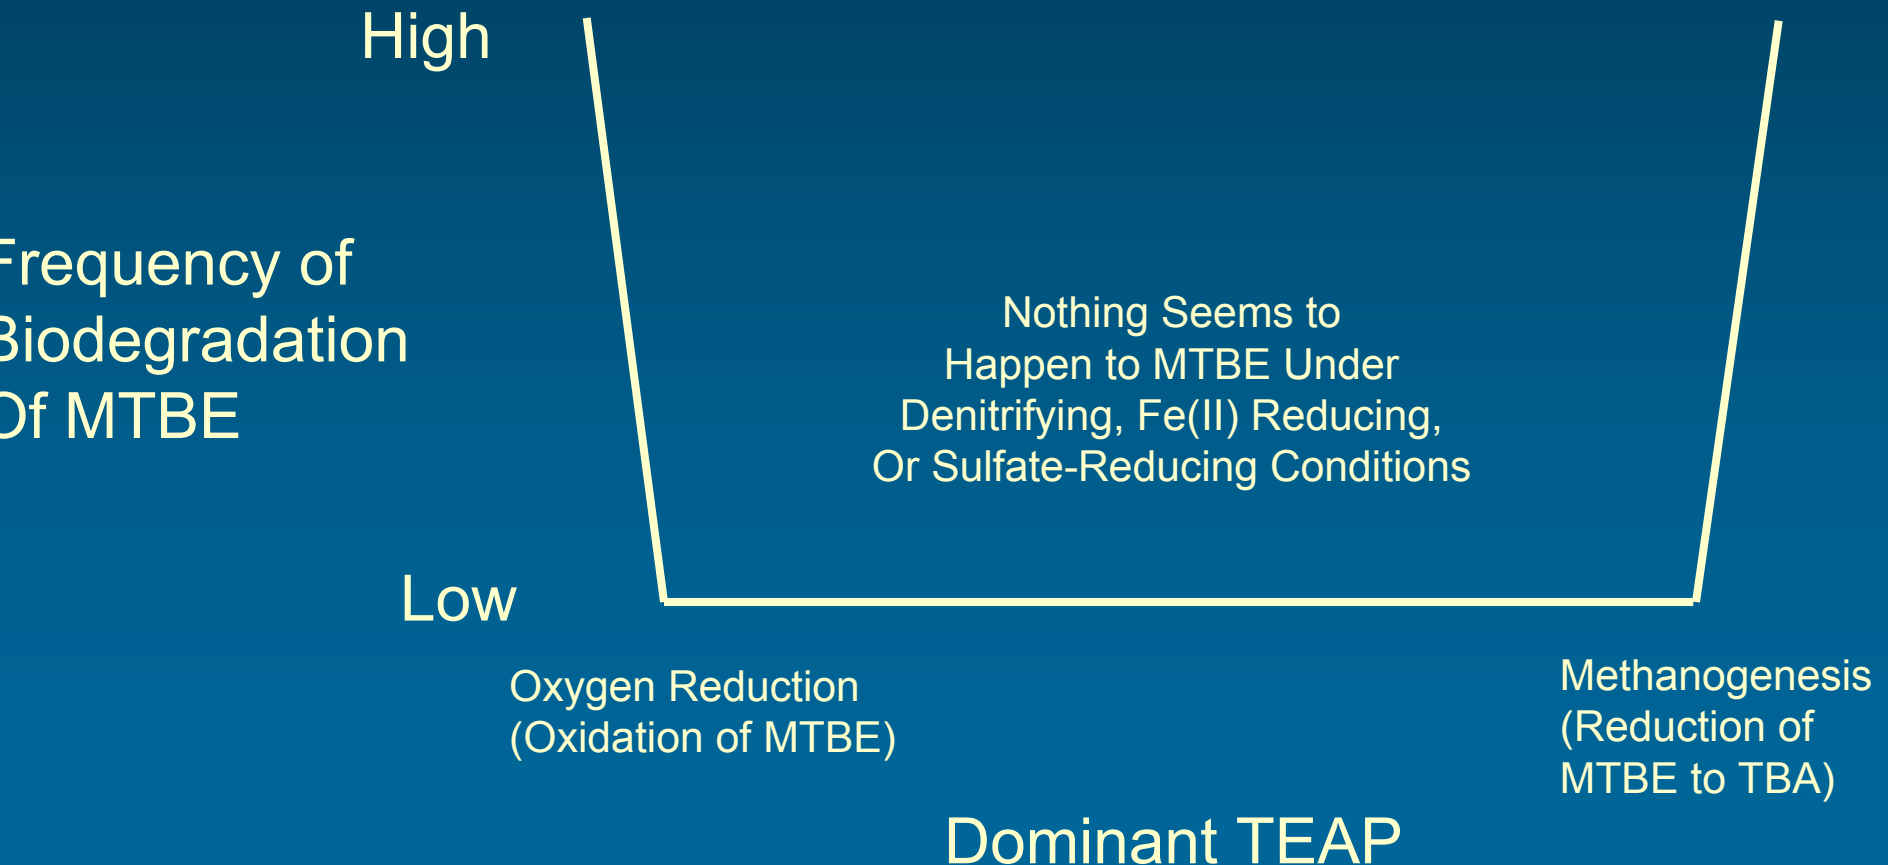 High
Frequency of
Biodegradation
Of MTBE
Nothing Seems to
Happen to MTBE Under
Denitrifying, Fe(II) Reducing,
Or Sulfate-Reducing Conditions
Low
Oxygen Reduction
(Oxidation of MTBE)
Methanogenesis
(Reduction of
MTBE to TBA)
Dominant TEAP